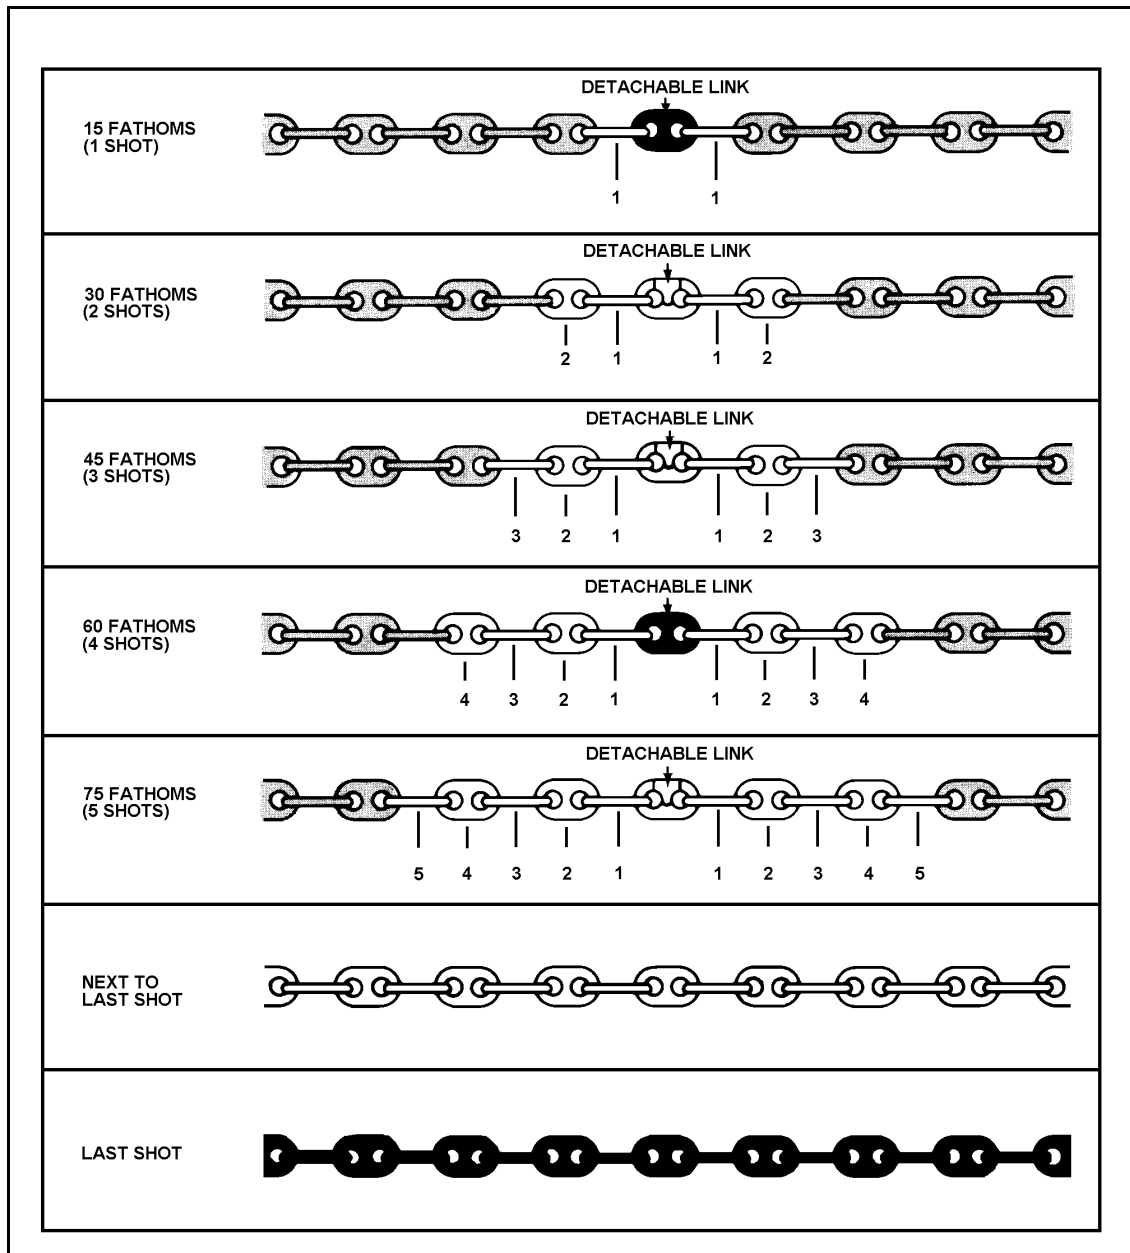 DETACHABLE LINK
15 FATHOMS
(1 SHOT)
1 1
DETACHABLE LINK
30 FATHOMS
(2 SHOTS)
2 1 1 2
DETACHABLE LINK
45 FATHOMS
(3 SHOTS)
3 2 1 1 2 3
DETACHABLE LINK
60 FATHOMS
(4 SHOTS)
4 3 2 1 1 2 3 4
DETACHABLE LINK
75 FATHOMS
(5 SHOTS)
5 4 3 2 1 1 2 3 4 5
NEXT TO
LAST SHOT
LAST SHOT